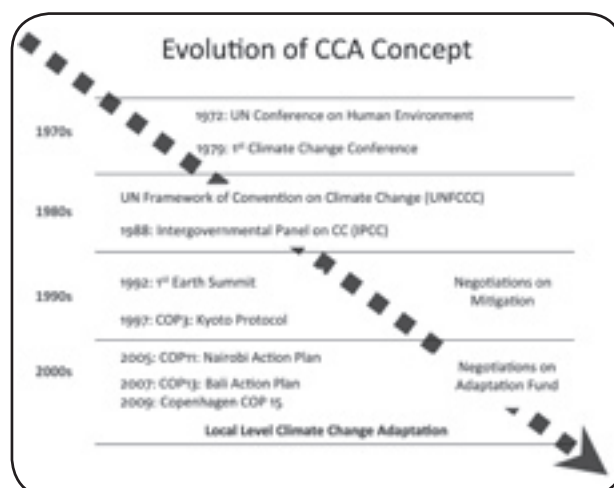 Evolution of CCA Concept
1970s
1972: UN Conference on Human Environment
1979: 1st Climate Change Conference
1980s
UN Framework of Convention on Climate Change (UNFCCC)
1988: Intergovernmental Panel on CC (IPCC)
1990s
1992: 1st Earth Summit
1997: COP3: Kyoto Protocol
Negotiations on
Mitigation
2000s
2005: COP11: Nairobi Action Plan
2007: COP13: Bali Action Plan
2009: Copenhagen COP 15
Negotiations on
Adaptation Fund
Local Level Climate Change Adaptation